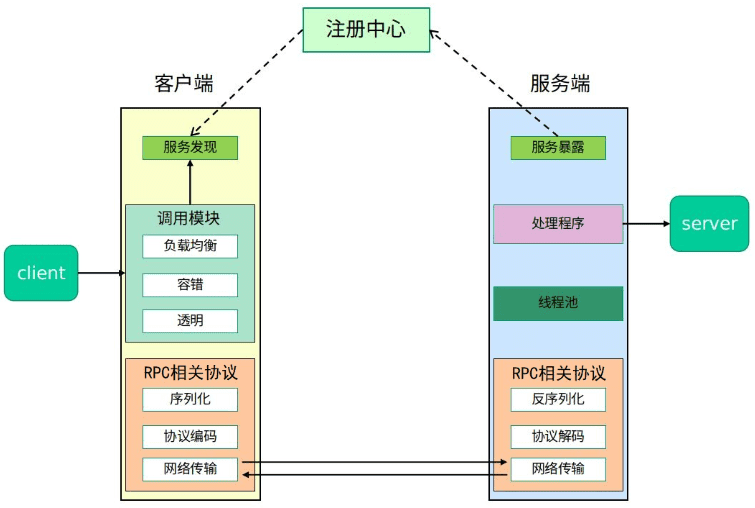 注册中心
客户端
服务端
服务发现
服务暴露
调用模块
负载均衡
容错
透明
client
处理程序
server
线程池
RPC相关协议
序列化
协议编码
网络传输
RPC相关协议
反序列化
协议解码
网络传输